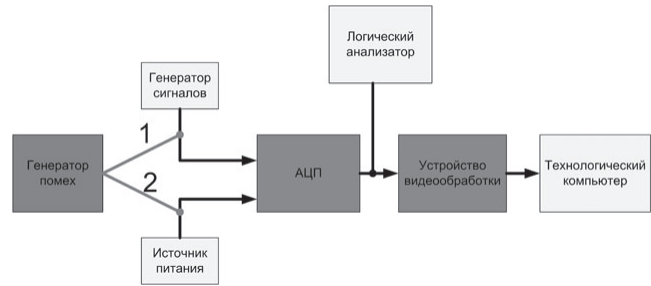 Логический
анализатор
Генератор
сигналов
1
Генератор
помех
2
АЦП
Устройство
видеообработки
Технологический
компьютер
Источник
питания